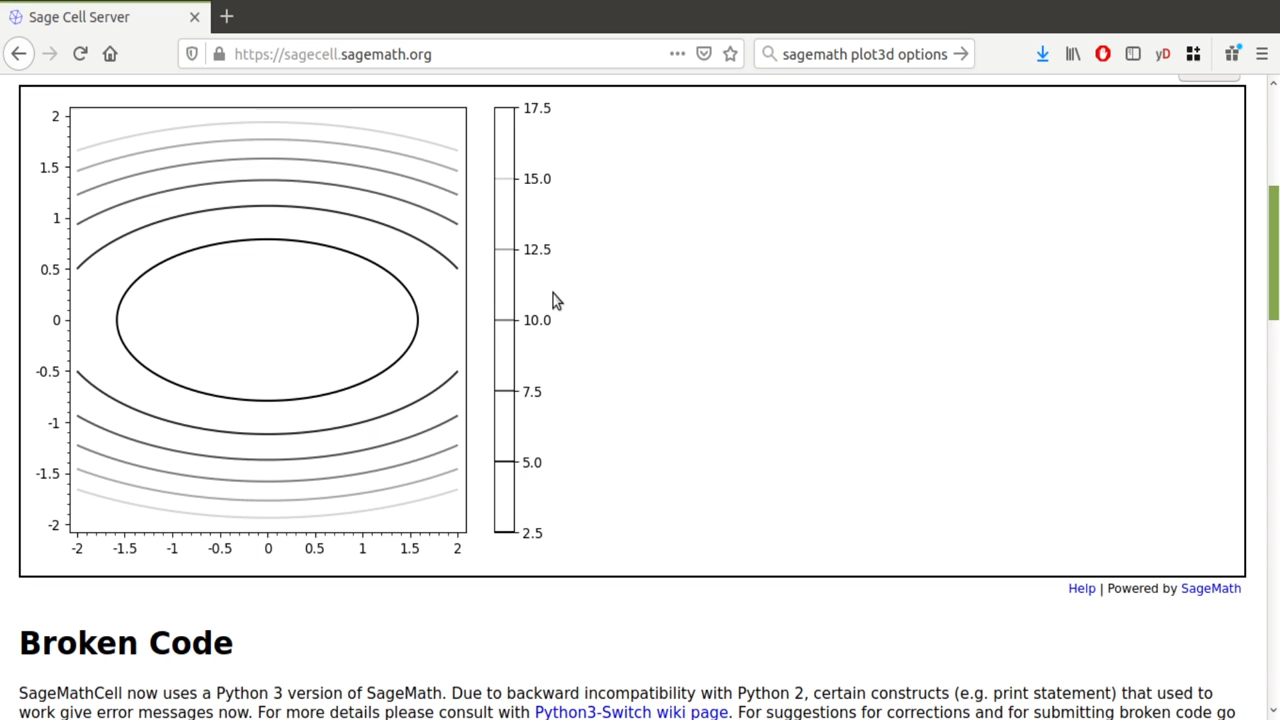 Sage Cell Server
https://sagecell.sagemath.org
sagemath plot3d options
yD
2
1.5
1
0.5
0
-0.5
-1
-1.5
-2
-2 -1.5 -1 -0.5 0 0.5 1 1.5 2
17.5
15.0
12.5
10.0
7.5
5.0
2.5
Help | Powered by SageMath
Broken Code
SageMathCell now uses a Python 3 version of SageMath. Due to backward incompatibility with Python 2, certain constructs (e.g. print statement) that used to
work give error messages now. For more details please consult with Python3-Switch wiki page. For suggestions for corrections and for submitting broken code go